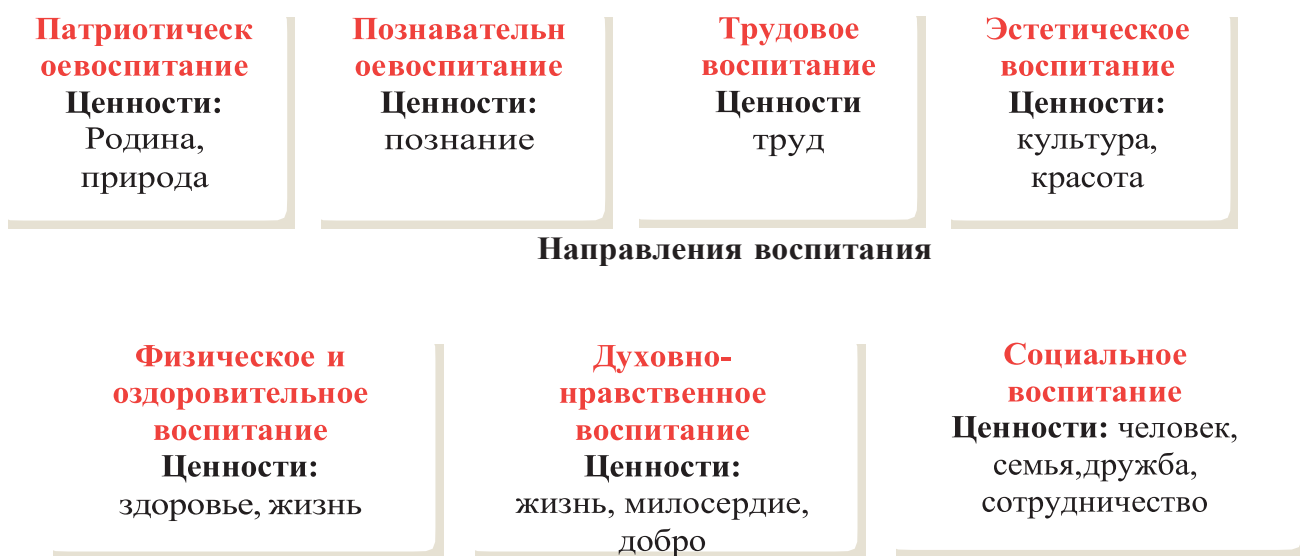 Патриотическ
оевоспитание
Ценности:
Родина,
природа
Познавательн
оевоспитание
Ценности:
познание
Трудовое
воспитание
Ценности
труд
Эстетическое
воспитание
Ценности:
культура,
красота
Направления воспитания
Физическое и
оздоровительное
воспитание
Ценности:
здоровье, жизнь
Духовно-
нравственное
воспитание
Ценности:
жизнь, милосердие,
добро
Социальное
воспитание
Ценности: человек,
семья,дружба,
сотрудничество